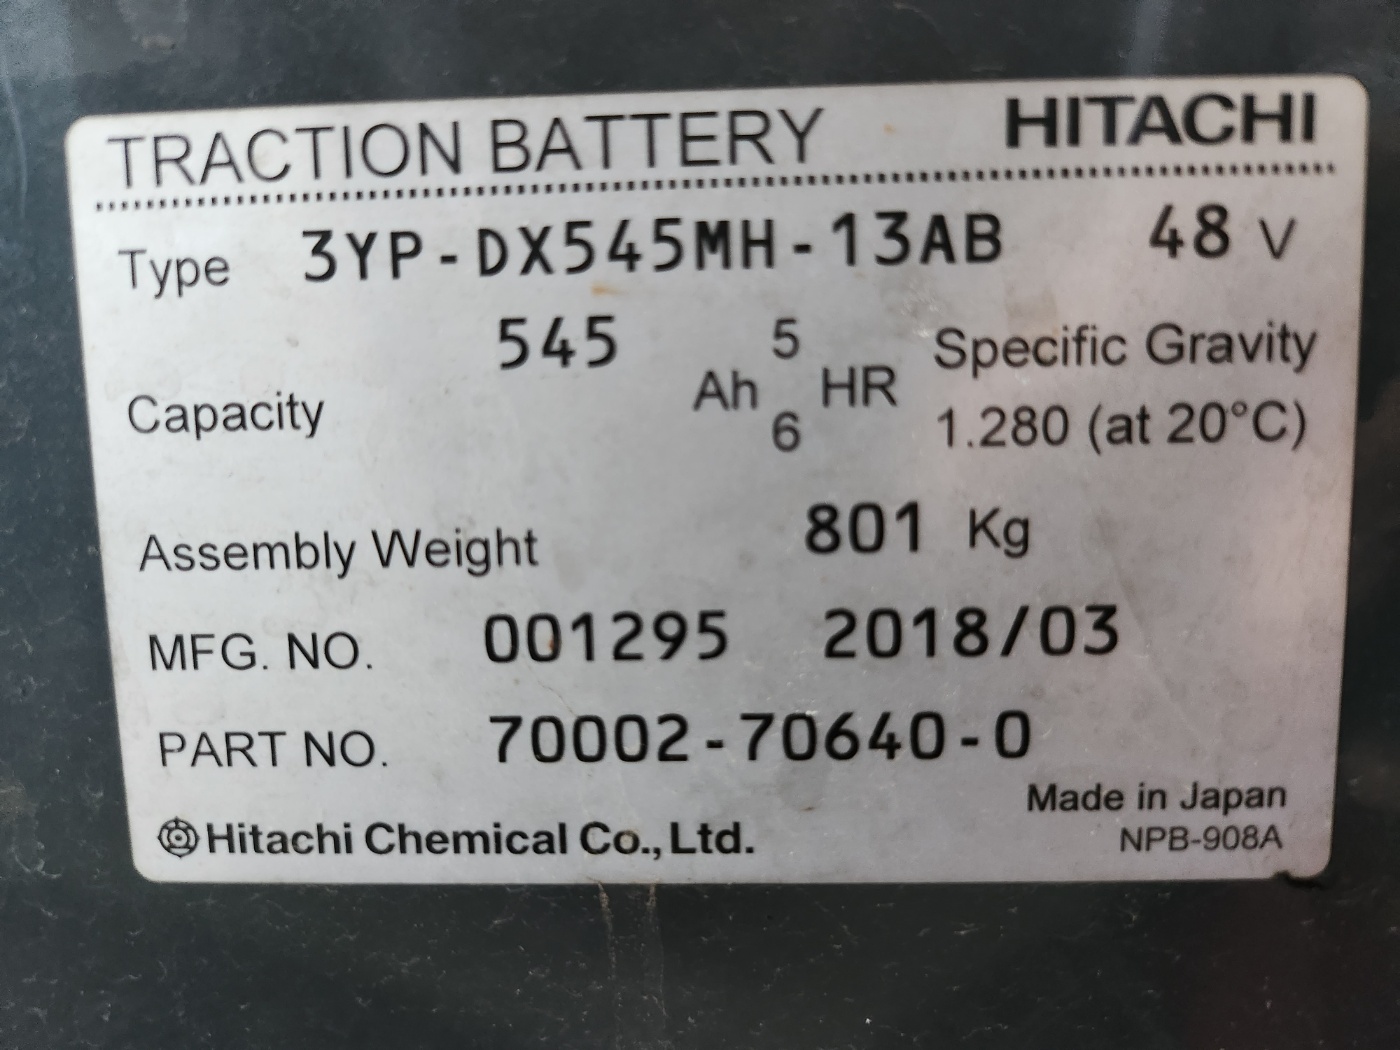 TRACTION BATTERY HITACHI
Type 3YP-DX545MH-13AB 48 V
545 5 Specific Gravity
Capacity Ah HR
6 1.280 (at 20°C)
Assembly Weight 801 Kg
MFG. NO. 001295 2018/03
PART NO. 70002-70640-0
Made in Japan
Hitachi Chemical Co., Ltd. NPB-908A